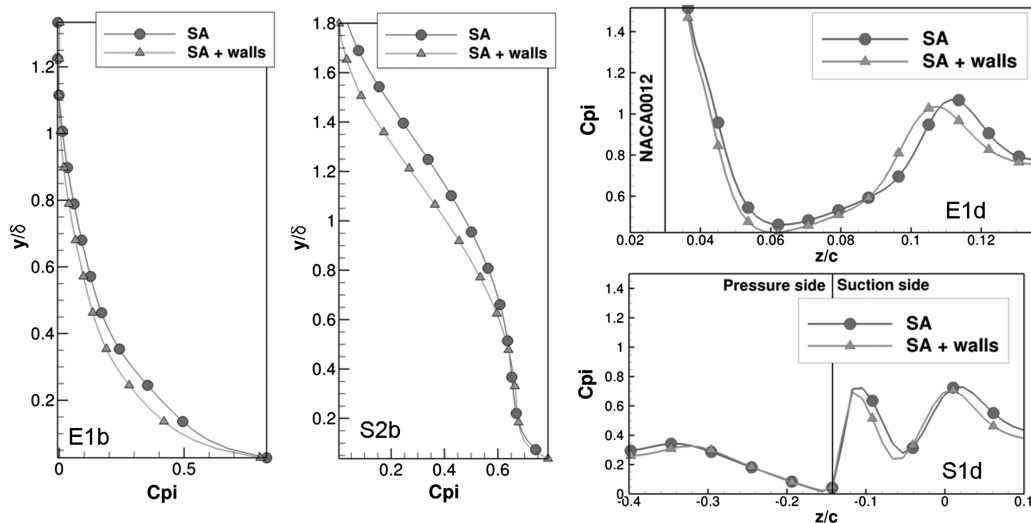 SA
SA + walls
1.2
1
0.8
0.6
0.4
0.2
y/δ
E1b
0
0.5
Cpi
SA
SA + walls
1.8
1.6
1.4
1.2
1
0.8
0.6
0.4
0.2
y/δ
S2b
0.2
0.4
0.6
Cpi
SA
SA + walls
1.4
1.2
1
0.8
0.6
Cpi
NACA0012
E1d
0.02
0.04
0.06
0.08
0.1
0.12
z/c
Pressure side
Suction side
SA
SA + walls
1.4
1.2
1
0.8
0.6
0.4
0.2
0
Cpi
S1d
-0.4
-0.3
-0.2
-0.1
0
0.1
z/c